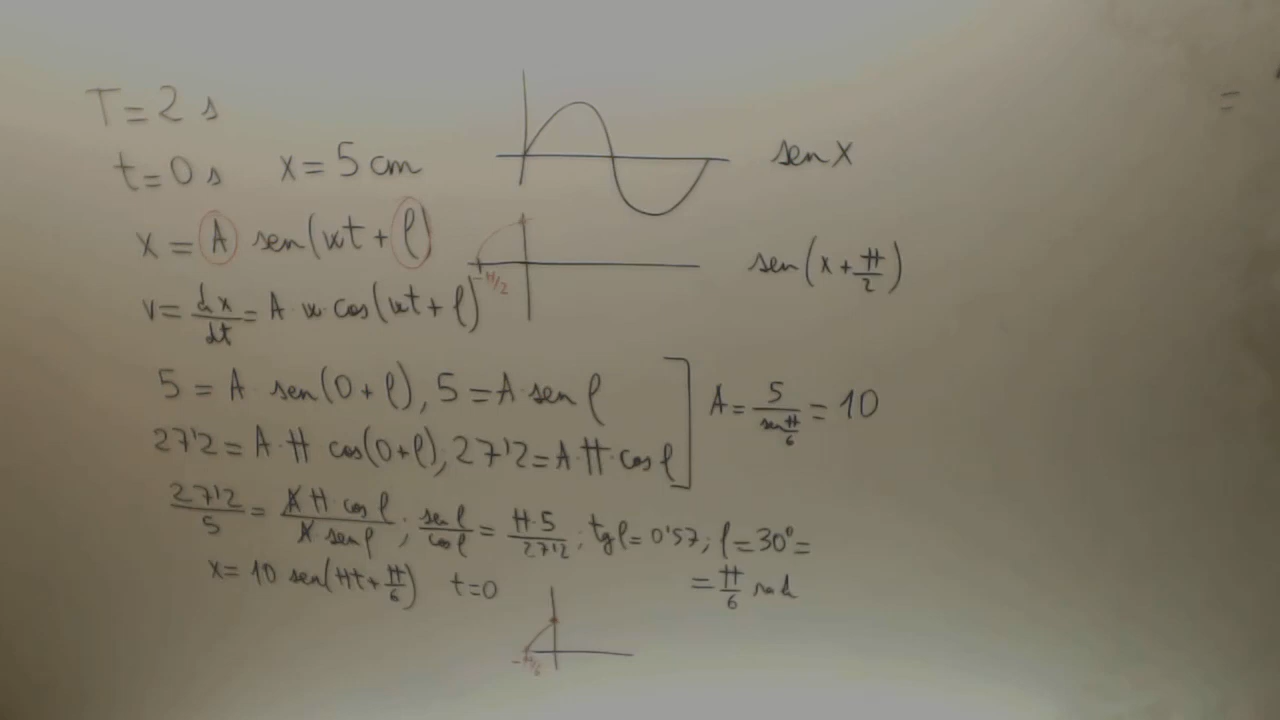 T = 2 s
t = 0 s x = 5 cm
sen x
x = A sen(wt + φ)
sen(x + π/2)
-π/2
v = dx/dt = A · w · cos(wt + φ)
5 = A · sen(0 + φ), 5 = A · sen φ
A = 5/(sen π/6) = 10
27'2 = A · π · cos(0 + φ), 27'2 = A · π · cos φ
27'2/5 = (A π · cos φ)/(A · sen φ) ; sen φ/cos φ = π · 5/27'2 ; tg φ = 0'57 ; φ = 30° =
= π/6 rad
x = 10 sen(πt + π/6) t = 0
-π/6
=